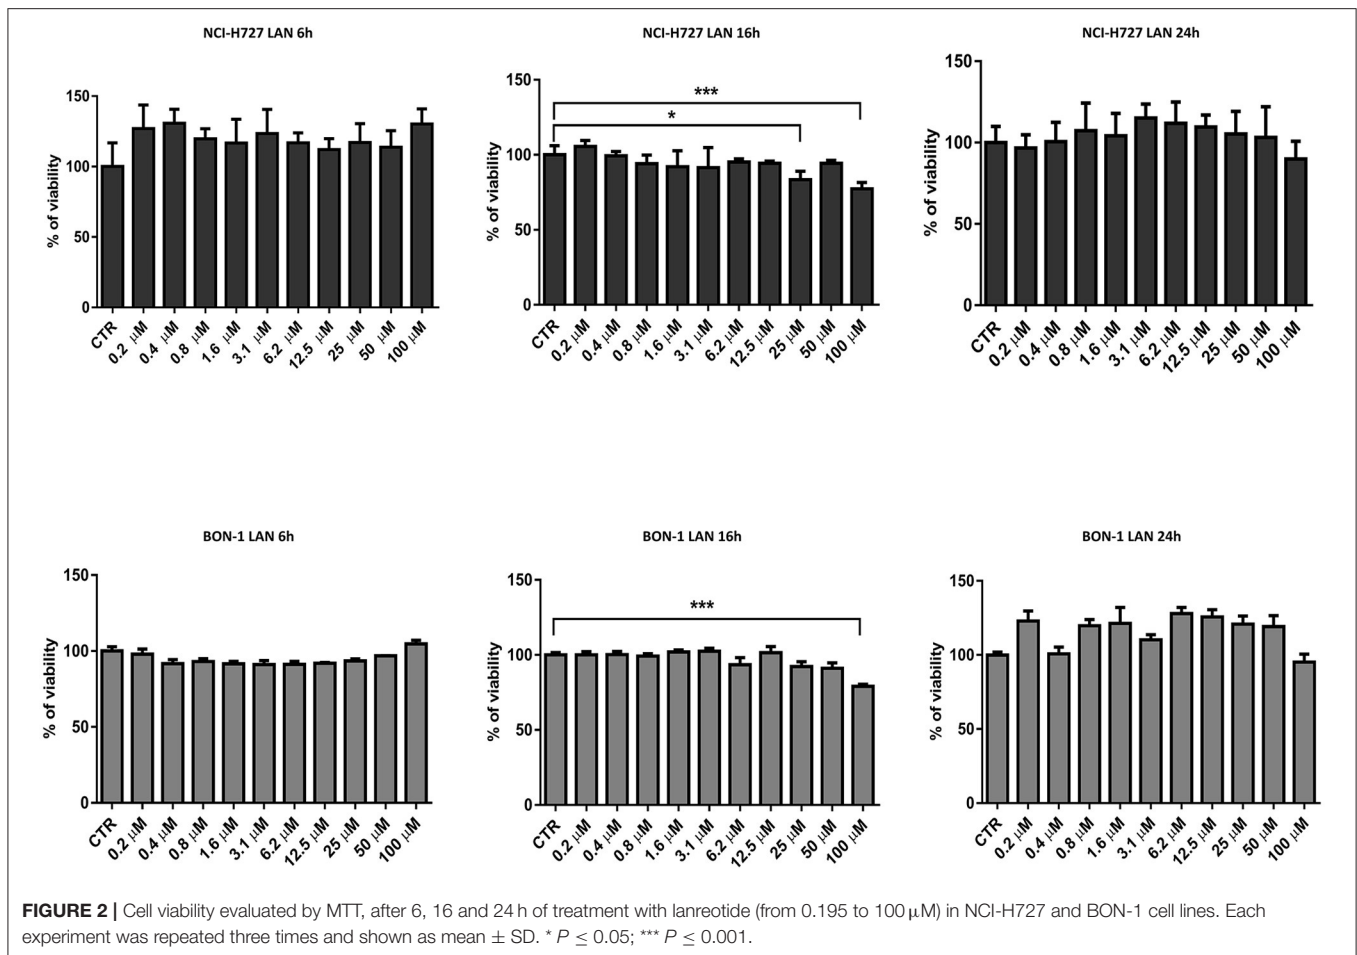 NCI-H727 LAN 6h
% of viability
150
100
50
0
CTR
0.2 µM
0.4 µM
0.8 µM
1.6 µM
3.1 µM
6.2 µM
12.5 µM
25 µM
50 µM
100 µM
NCI-H727 LAN 16h
% of viability
150
100
50
0
***
*
CTR
0.2 µM
0.4 µM
0.8 µM
1.6 µM
3.1 µM
6.2 µM
12.5 µM
25 µM
50 µM
100 µM
NCI-H727 LAN 24h
% of viability
150
100
50
0
CTR
0.2 µM
0.4 µM
0.8 µM
1.6 µM
3.1 µM
6.2 µM
12.5 µM
25 µM
50 µM
100 µM
BON-1 LAN 6h
% of viability
150
100
50
0
CTR
0.2 µM
0.4 µM
0.8 µM
1.6 µM
3.1 µM
6.2 µM
12.5 µM
25 µM
50 µM
100 µM
BON-1 LAN 16h
% of viability
150
100
50
0
***
CTR
0.2 µM
0.4 µM
0.8 µM
1.6 µM
3.1 µM
6.2 µM
12.5 µM
25 µM
50 µM
100 µM
BON-1 LAN 24h
% of viability
150
100
50
0
CTR
0.2 µM
0.4 µM
0.8 µM
1.6 µM
3.1 µM
6.2 µM
12.5 µM
25 µM
50 µM
100 µM
FIGURE 2 | Cell viability evaluated by MTT, after 6, 16 and 24 h of treatment with lanreotide (from 0.195 to 100 µM) in NCI-H727 and BON-1 cell lines. Each
experiment was repeated three times and shown as mean ± SD. * P ≤ 0.05; *** P ≤ 0.001.